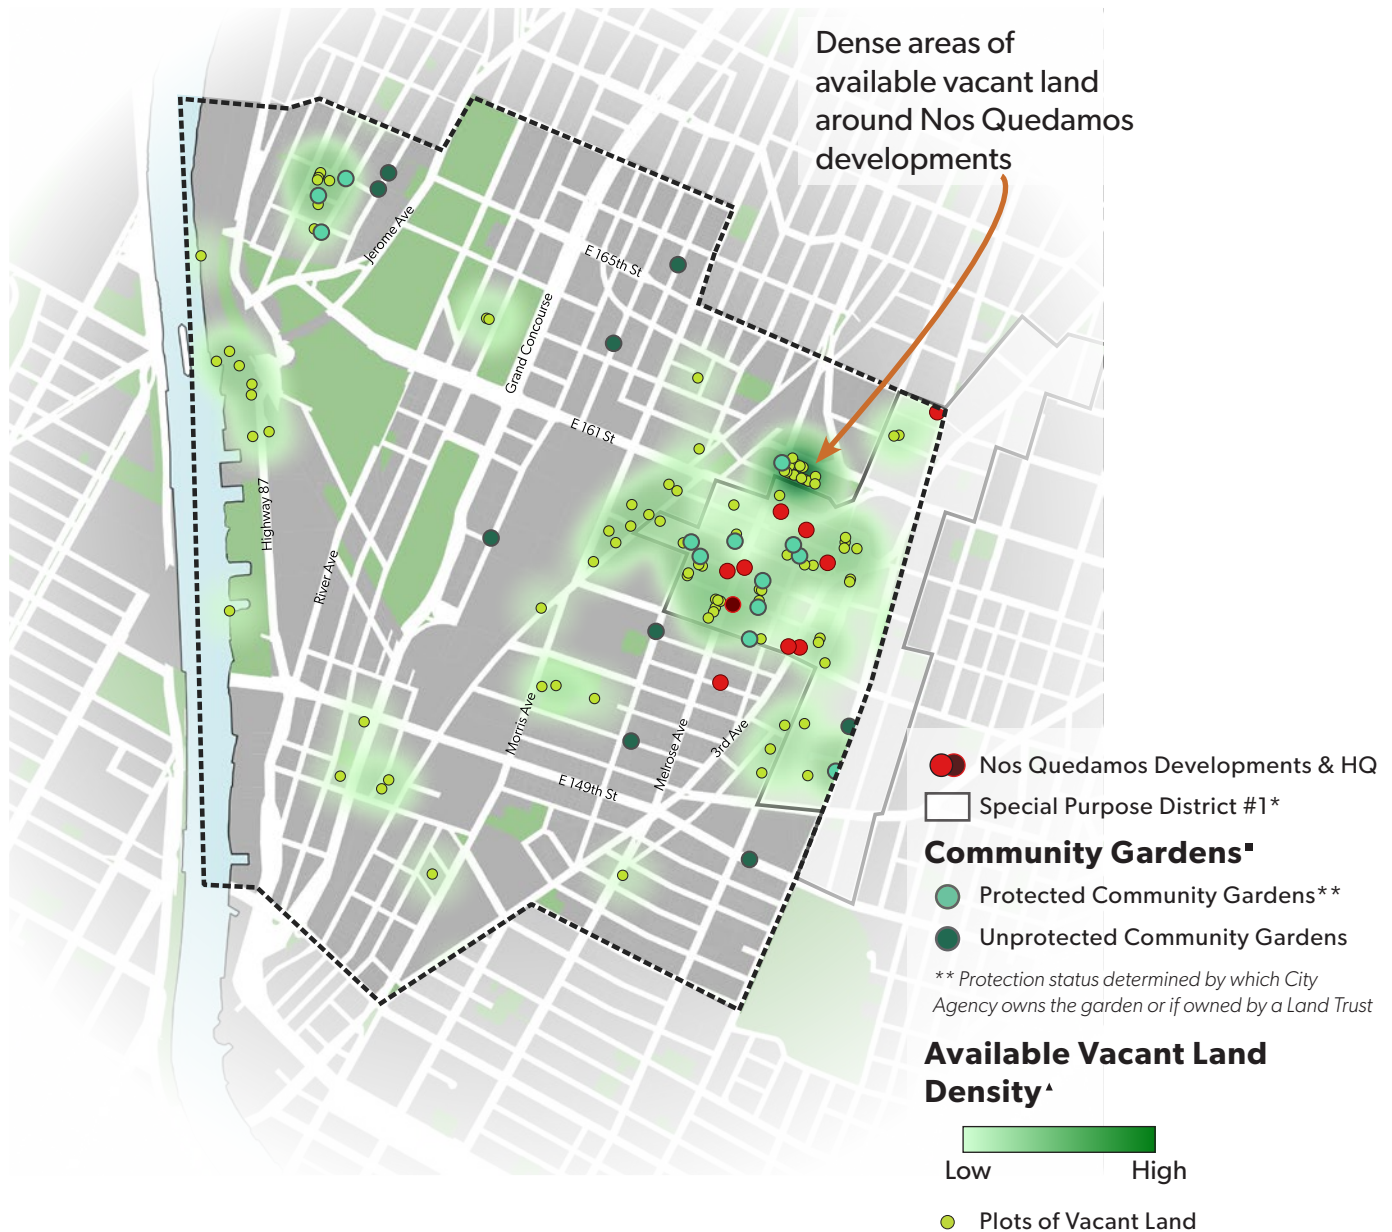 Dense areas of
available vacant land
around Nos Quedamos
developments
Jerome Ave
E 165th St
Grand Concourse
E 161 St
Highway 87
River Ave
Morris Ave
Melrose Ave
3rd Ave
E 149th St
Nos Quedamos Developments & HQ
Special Purpose District #1*
Community Gardens▪
Protected Community Gardens**
Unprotected Community Gardens
** Protection status determined by which City
Agency owns the garden or if owned by a Land Trust
Available Vacant Land
Density▲
Low High
Plots of Vacant Land